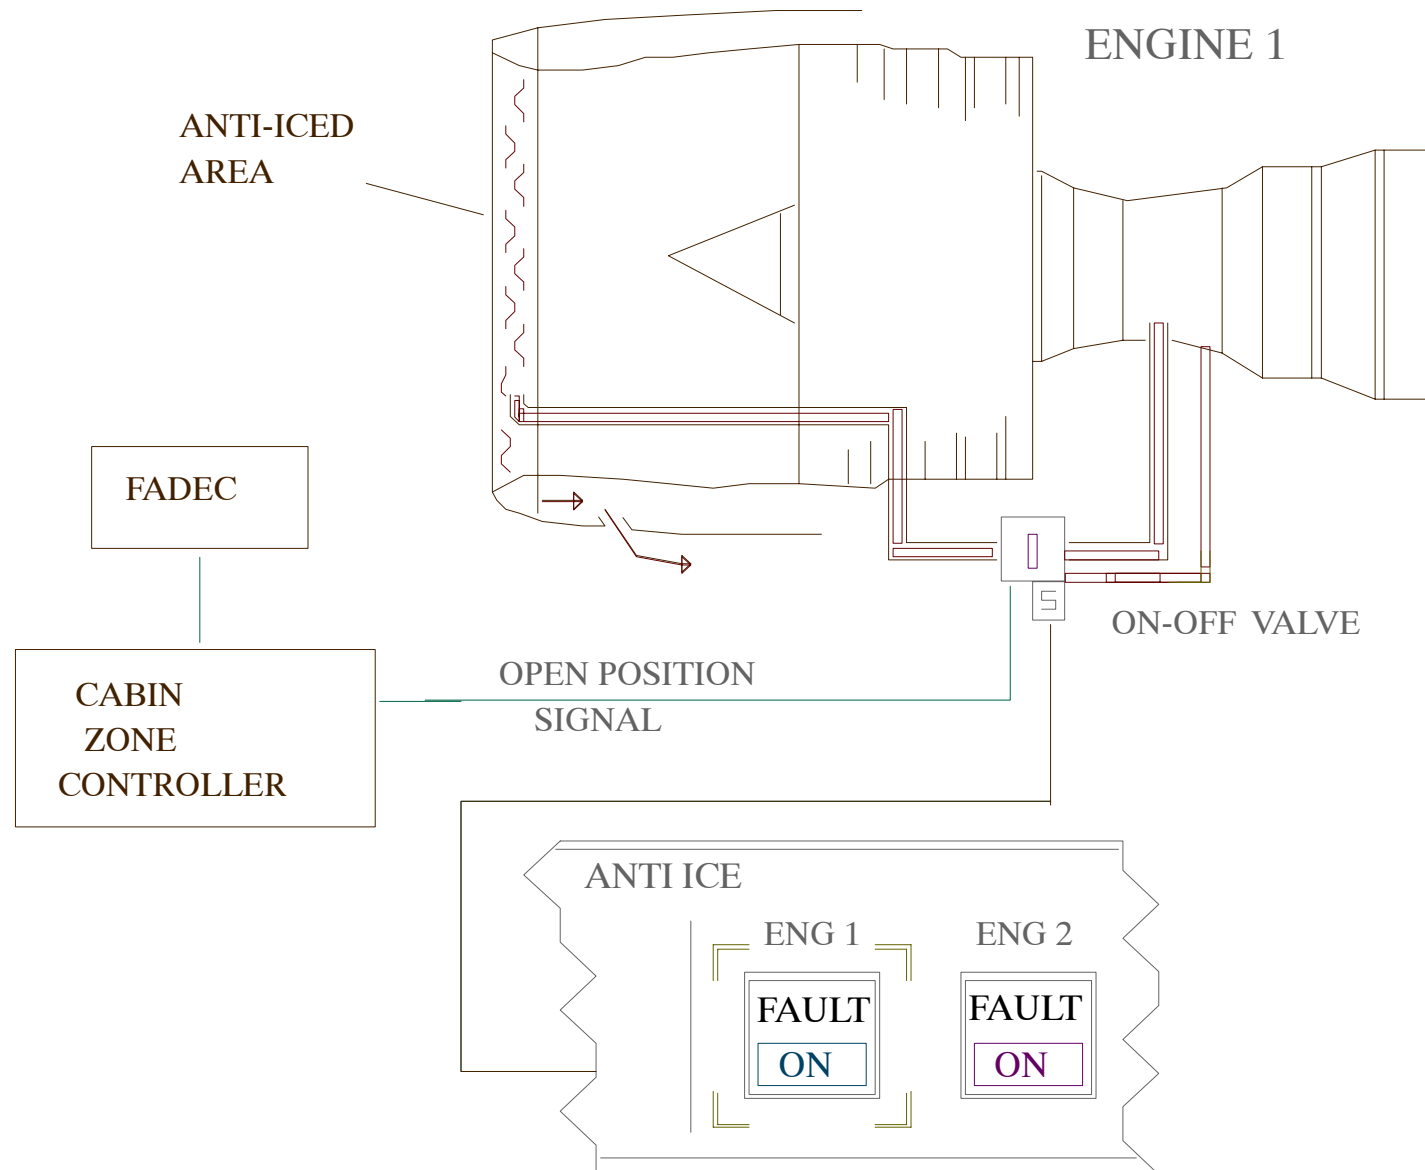 ENGINE 1
ANTI-ICED
AREA
FADEC
S
ON-OFF VALVE
OPEN POSITION
SIGNAL
CABIN
ZONE
CONTROLLER
ANTI ICE
ENG 1
ENG 2
FAULT
ON
FAULT
ON